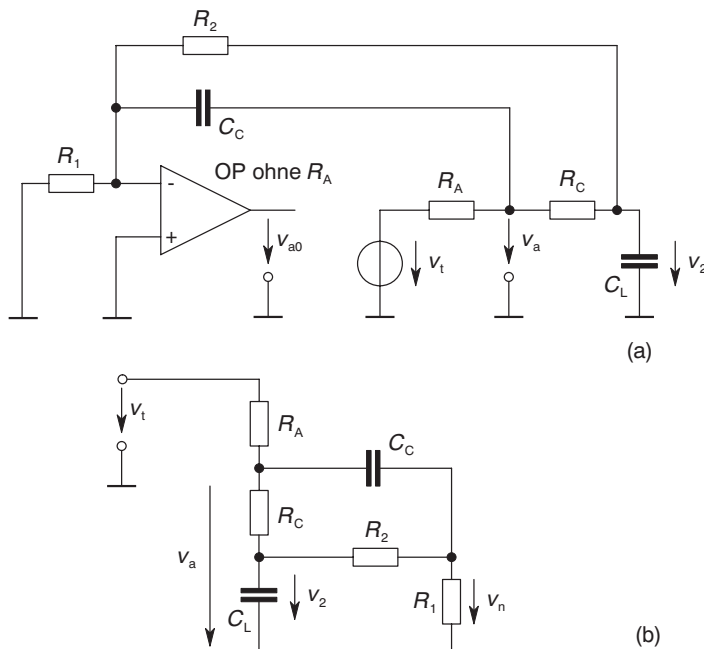 R2
CC
R1
OP ohne RA
-
+
va0
RA
RC
vt
va
CL
v2
(a)
vt
RA
CC
RC
R2
va
CL
v2
R1
vn
(b)